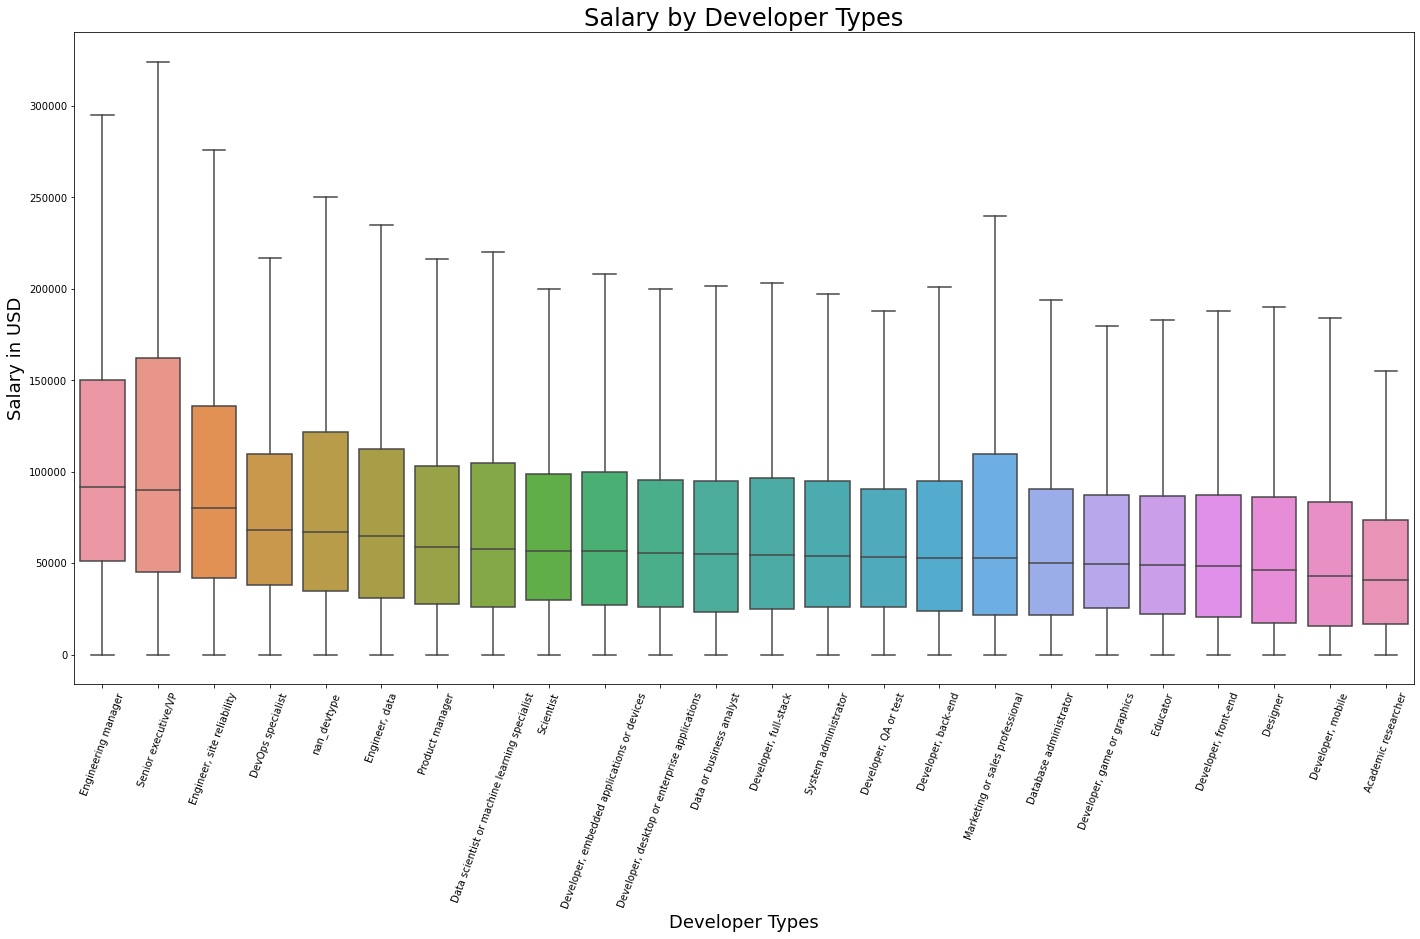 Salary by Developer Types
Salary in USD
300000
250000
200000
150000
100000
50000
0
Engineering manager
Senior executive/VP
Engineer, site reliability
DevOps specialist
nan_devtype
Engineer, data
Product manager
Data scientist or machine learning specialist
Scientist
Developer, embedded applications or devices
Developer, desktop or enterprise applications
Data or business analyst
Developer, full-stack
System administrator
Developer, QA or test
Developer, back-end
Marketing or sales professional
Database administrator
Developer, game or graphics
Educator
Developer, front-end
Designer
Developer, mobile
Academic researcher
Developer Types